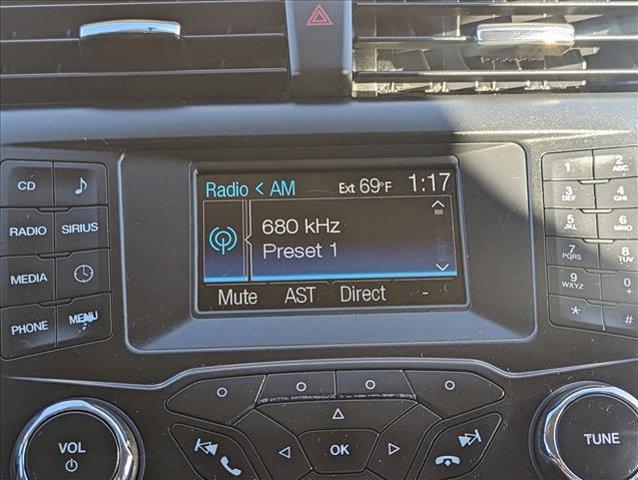 Radio < AM Ext 69°F 1:17
680 kHz
Preset 1
Mute AST Direct -
CD
RADIO SIRIUS
MEDIA
PHONE MENU
1 2 ABC
3 DEF 4 GHI
5 JKL 6 MNO
7 PQRS 8 TUV
9 WXYZ 0 +
* #
VOL
OK
TUNE